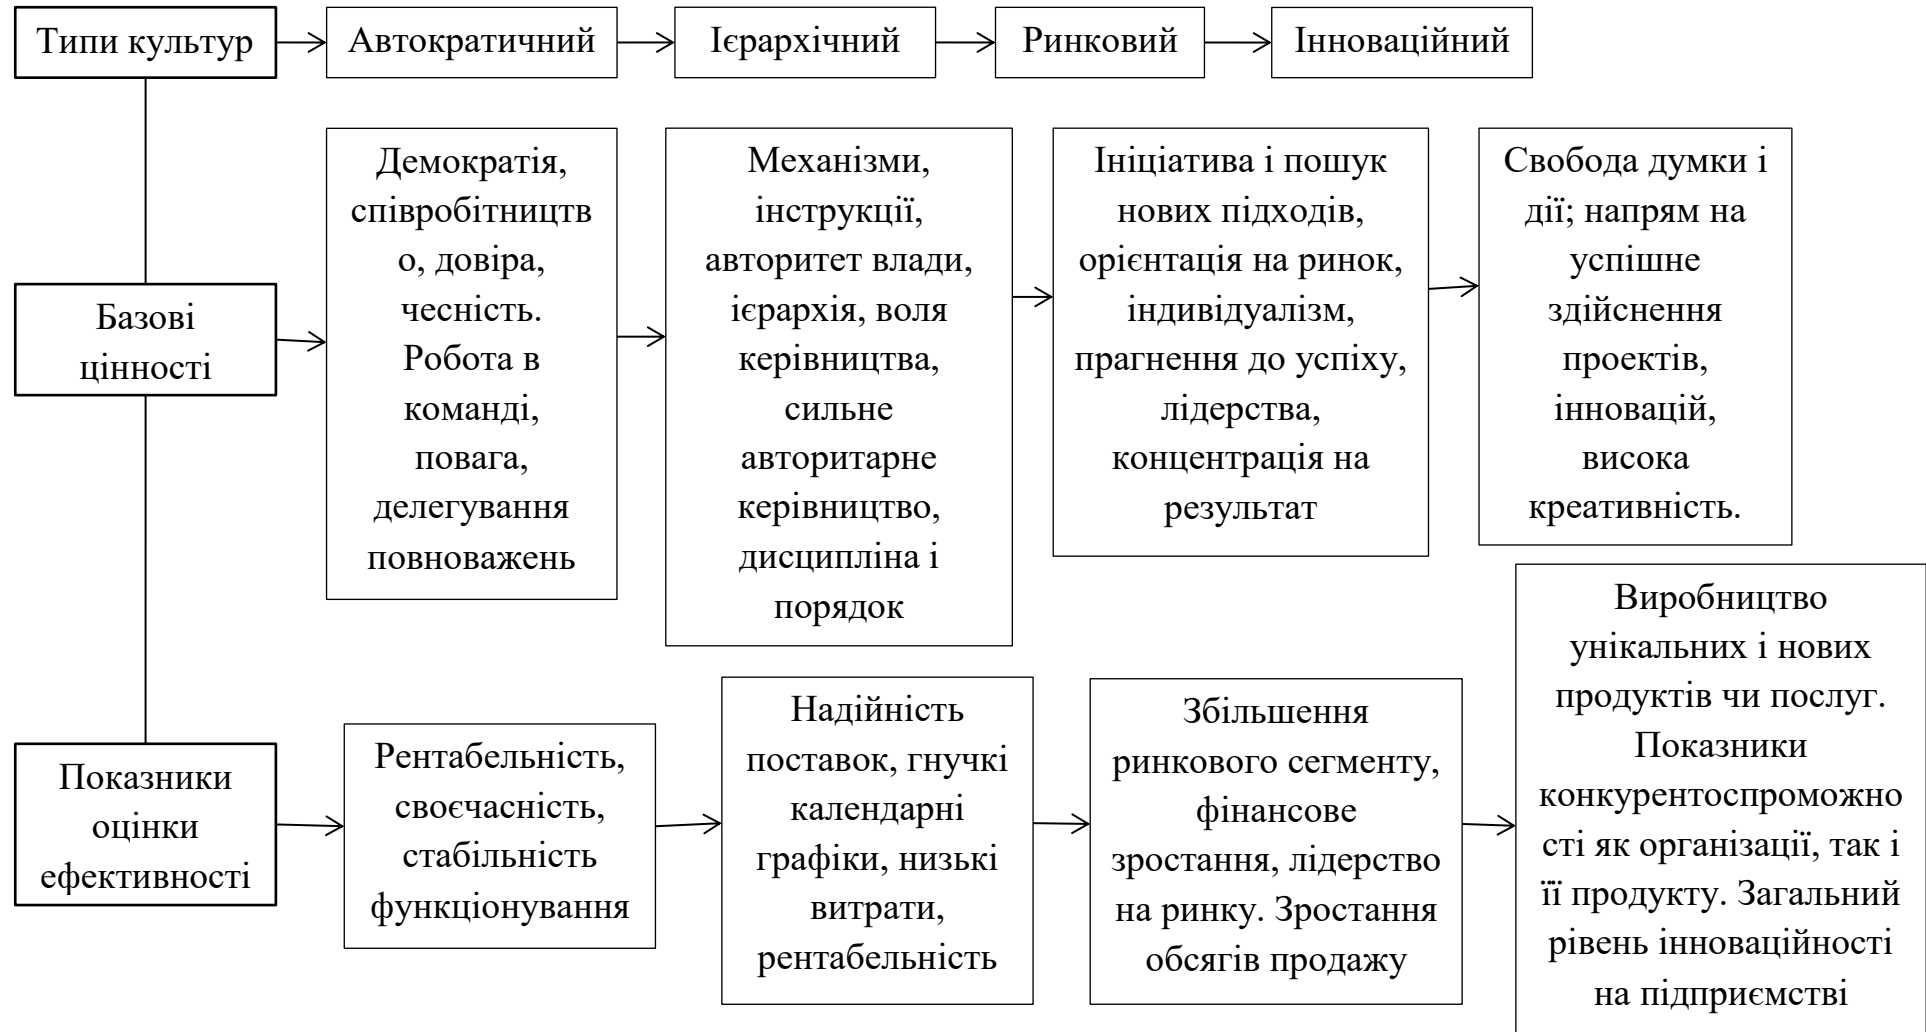 Типи культур
Автократичний
Ієрархічний
Ринковий
Інноваційний
Базові
цінності
Демократія,
співробітництв
о, довіра,
чесність.
Робота в
команді,
повага,
делегування
повноважень
Механізми,
інструкції,
авторитет влади,
ієрархія, воля
керівництва,
сильне
авторитарне
керівництво,
дисципліна і
порядок
Ініціатива і пошук
нових підходів,
орієнтація на ринок,
індивідуалізм,
прагнення до успіху,
лідерства,
концентрація на
результат
Свобода думки і
дії; напрям на
успішне
здійснення
проектів,
інновацій,
висока
креативність.
Показники
оцінки
ефективності
Рентабельність,
своєчасність,
стабільність
функціонування
Надійність
поставок, гнучкі
календарні
графіки, низькі
витрати,
рентабельність
Збільшення
ринкового сегменту,
фінансове
зростання, лідерство
на ринку. Зростання
обсягів продажу
Виробництво
унікальних і нових
продуктів чи послуг.
Показники
конкурентоспроможно
сті як організації, так і
її продукту. Загальний
рівень інноваційності
на підприємстві